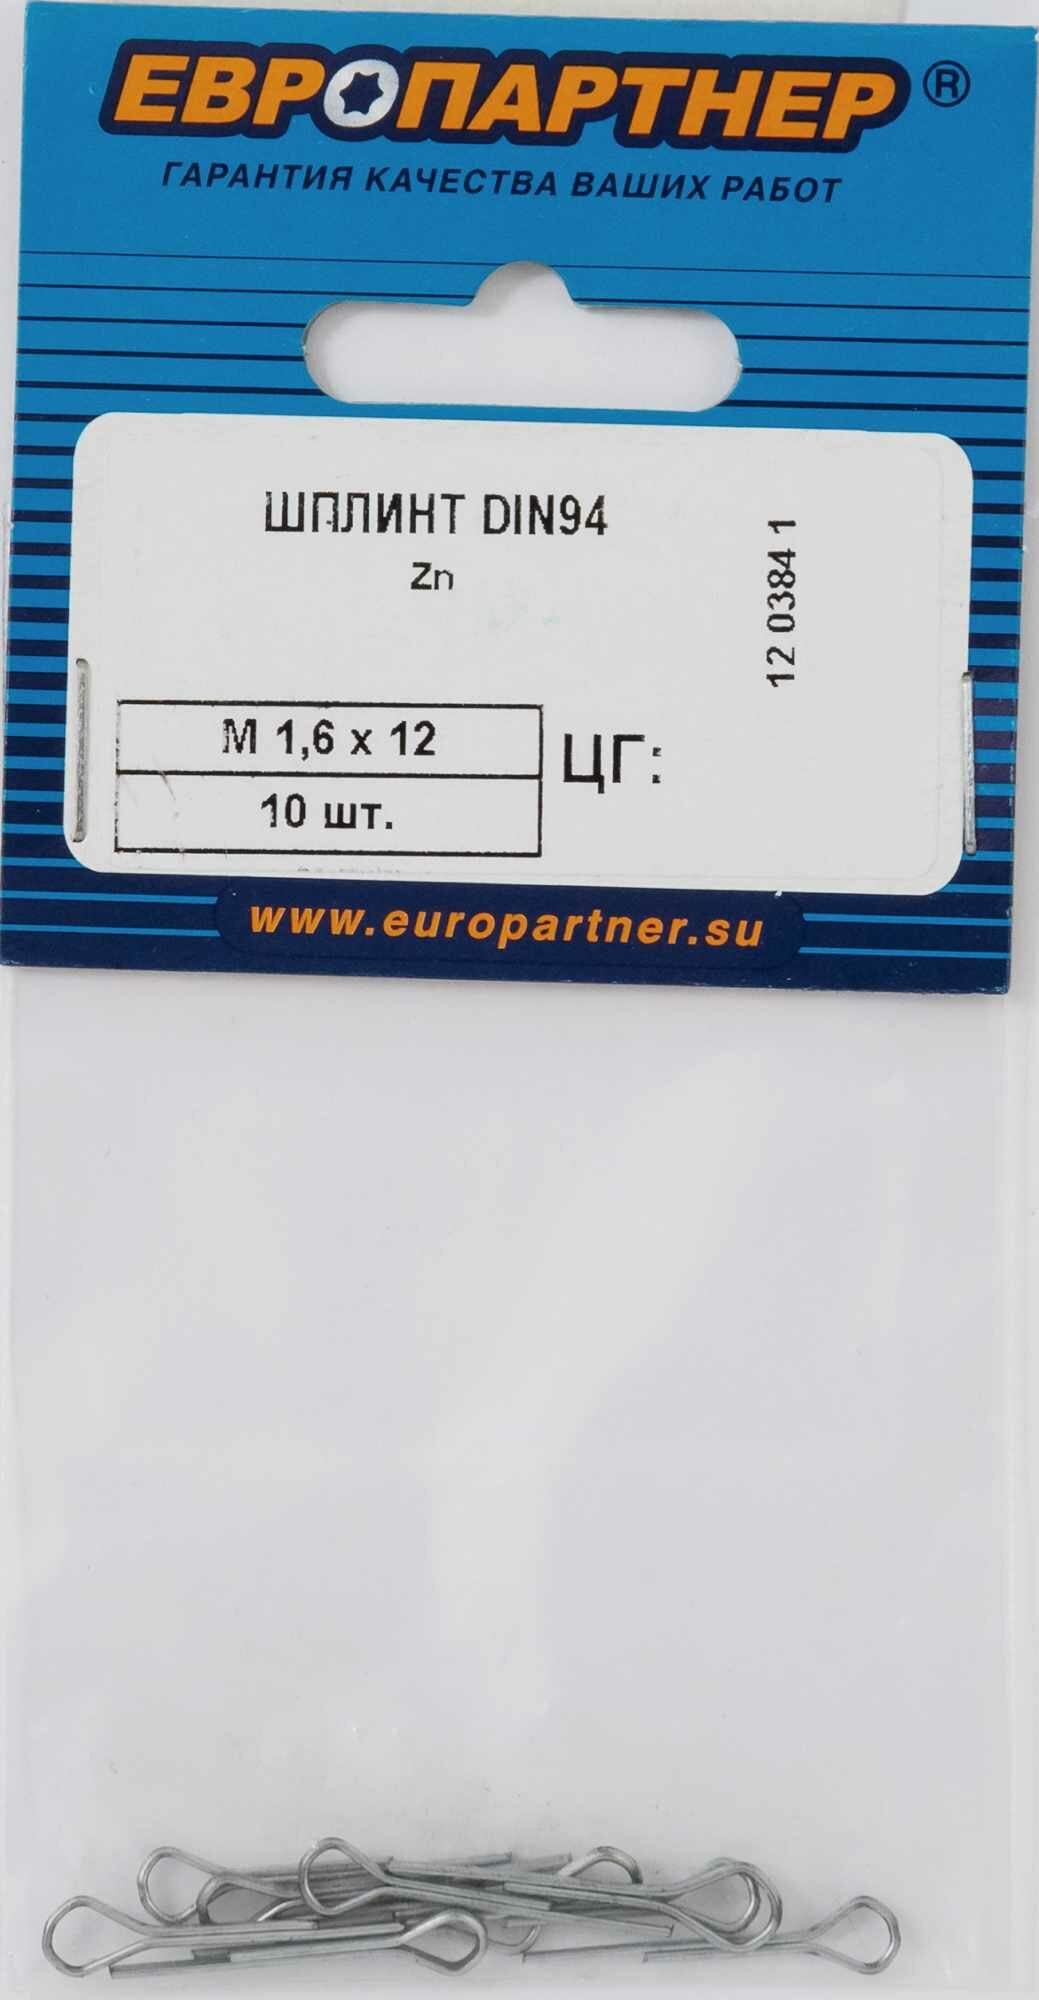 ЕВРОПАРТНЕР ®
ГАРАНТИЯ КАЧЕСТВА ВАШИХ РАБОТ
ШПЛИНТ DIN94
Zn
12 0384 1
М 1,6 х 12
10 шт.
ЦГ:
www.europartner.su